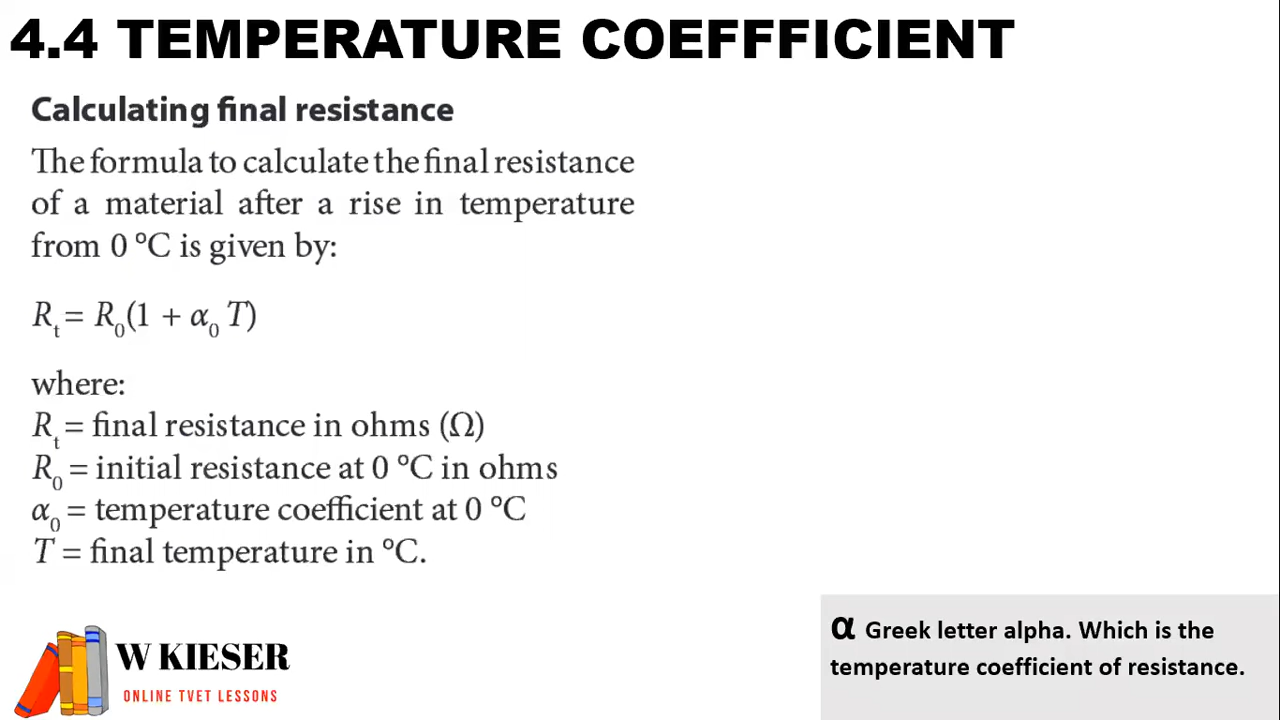 4.4 TEMPERATURE COEFFFICIENT
Calculating final resistance
The formula to calculate the final resistance
of a material after a rise in temperature
from 0 °C is given by:
Rₜ = R₀(1 + α₀ T)
where:
Rₜ = final resistance in ohms (Ω)
R₀ = initial resistance at 0 °C in ohms
α₀ = temperature coefficient at 0 °C
T = final temperature in °C.
W KIESER
ONLINE TVET LESSONS
α Greek letter alpha. Which is the
temperature coefficient of resistance.